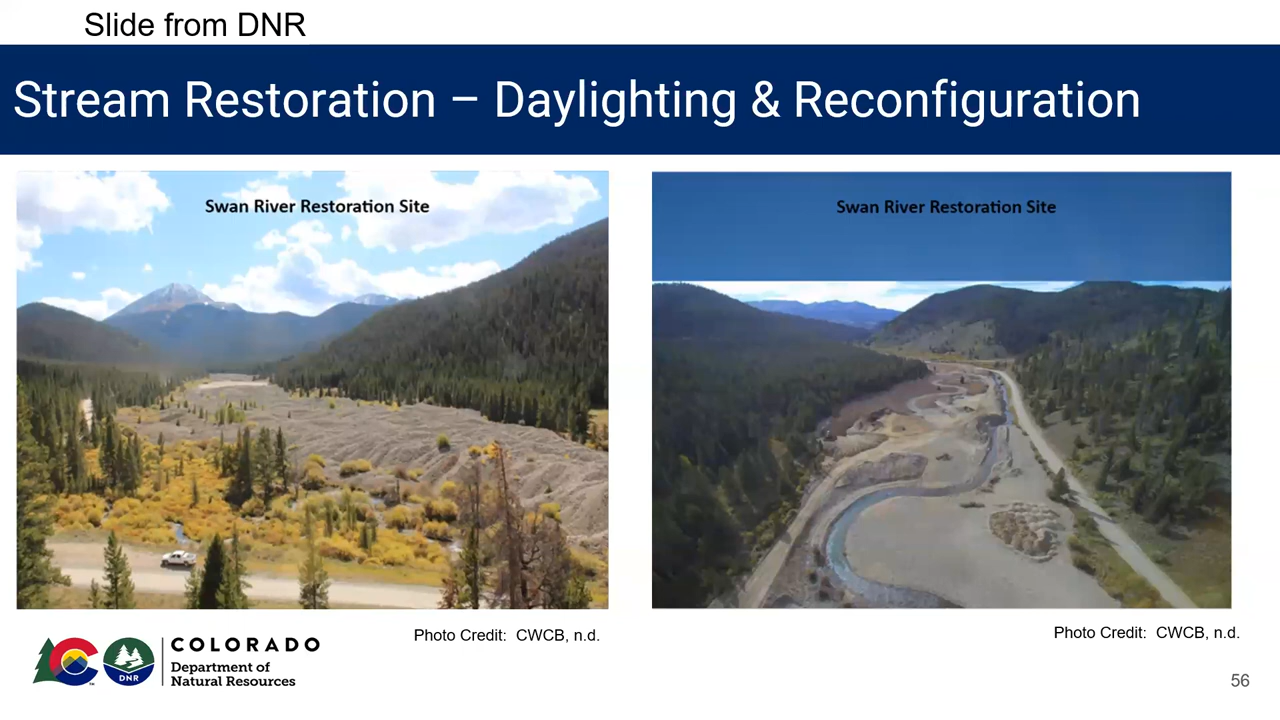 Slide from DNR
Stream Restoration – Daylighting & Reconfiguration
Swan River Restoration Site
Swan River Restoration Site
Photo Credit: CWCB, n.d.
Photo Credit: CWCB, n.d.
DNR
COLORADO
Department of
Natural Resources
56